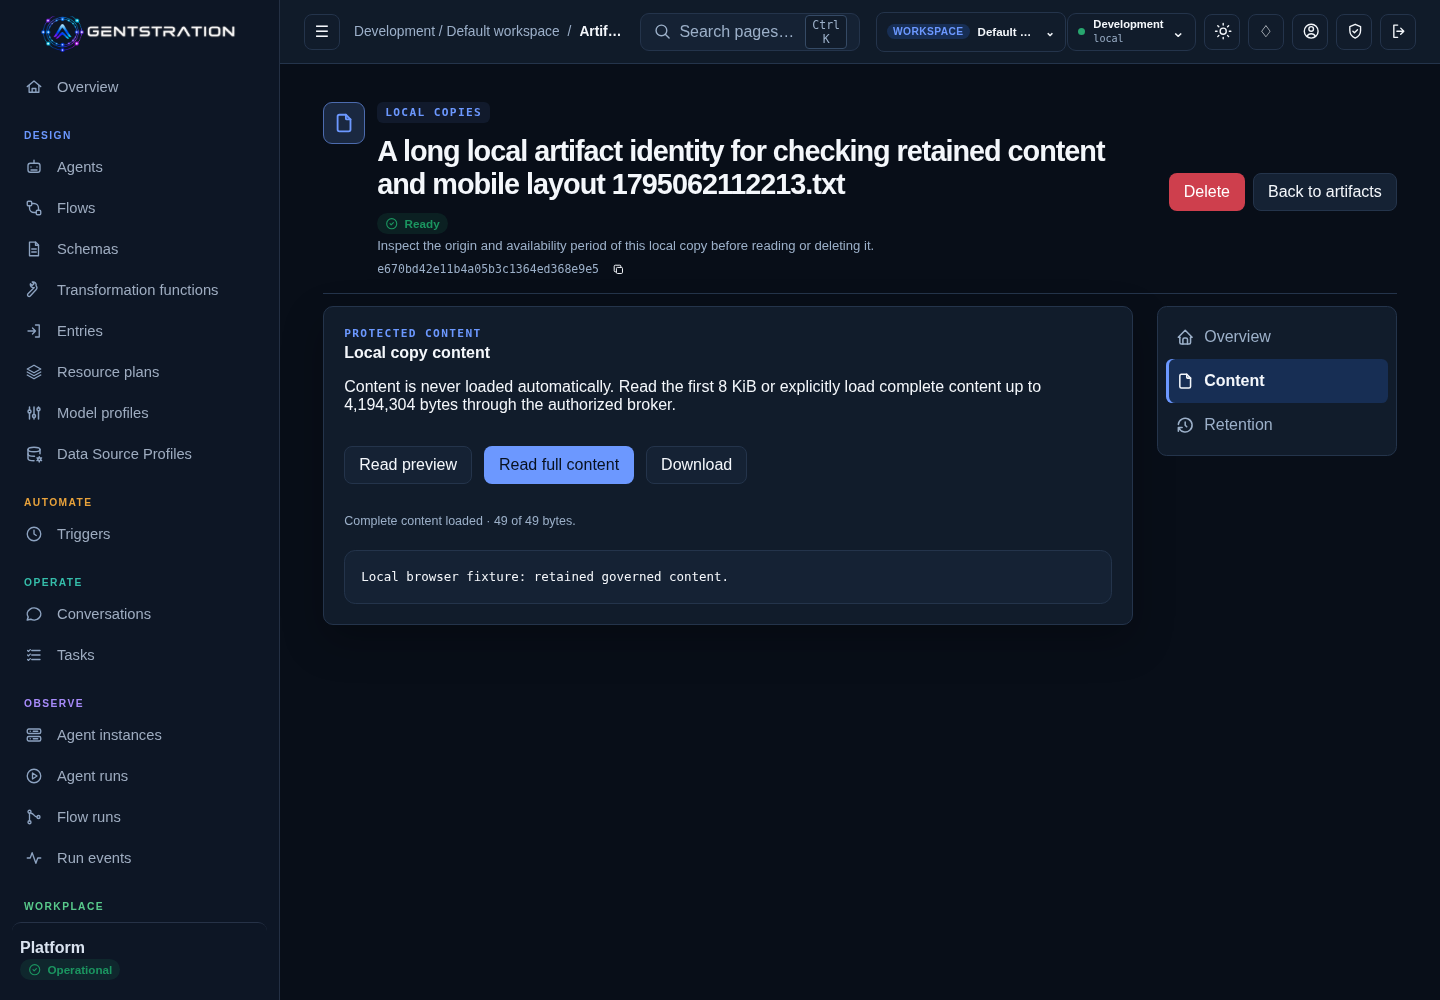 GENTSTRATION
Overview
DESIGN
Agents
Flows
Schemas
Transformation functions
Entries
Resource plans
Model profiles
Data Source Profiles
AUTOMATE
Triggers
OPERATE
Conversations
Tasks
OBSERVE
Agent instances
Agent runs
Flow runs
Run events
WORKPLACE
Platform
Operational
Development / Default workspace / Artif…
Search pages…
Ctrl
K
WORKSPACE Default …
Development
local
LOCAL COPIES
A long local artifact identity for checking retained content
and mobile layout 1795062112213.txt
Ready
Inspect the origin and availability period of this local copy before reading or deleting it.
e670bd42e11b4a05b3c1364ed368e9e5
Delete
Back to artifacts
PROTECTED CONTENT
Local copy content
Content is never loaded automatically. Read the first 8 KiB or explicitly load complete content up to
4,194,304 bytes through the authorized broker.
Read preview
Read full content
Download
Complete content loaded · 49 of 49 bytes.
Local browser fixture: retained governed content.
Overview
Content
Retention